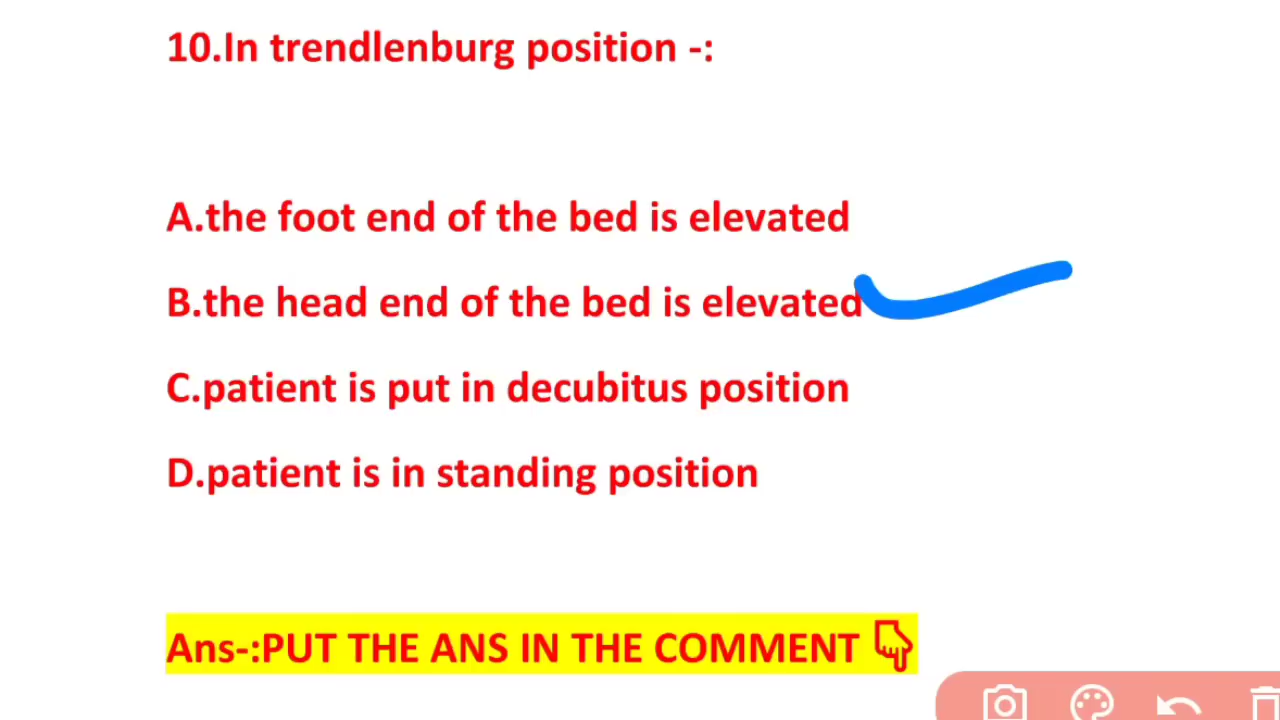 10.In trendlenburg position -:
A.the foot end of the bed is elevated
B.the head end of the bed is elevated
C.patient is put in decubitus position
D.patient is in standing position
Ans-:PUT THE ANS IN THE COMMENT